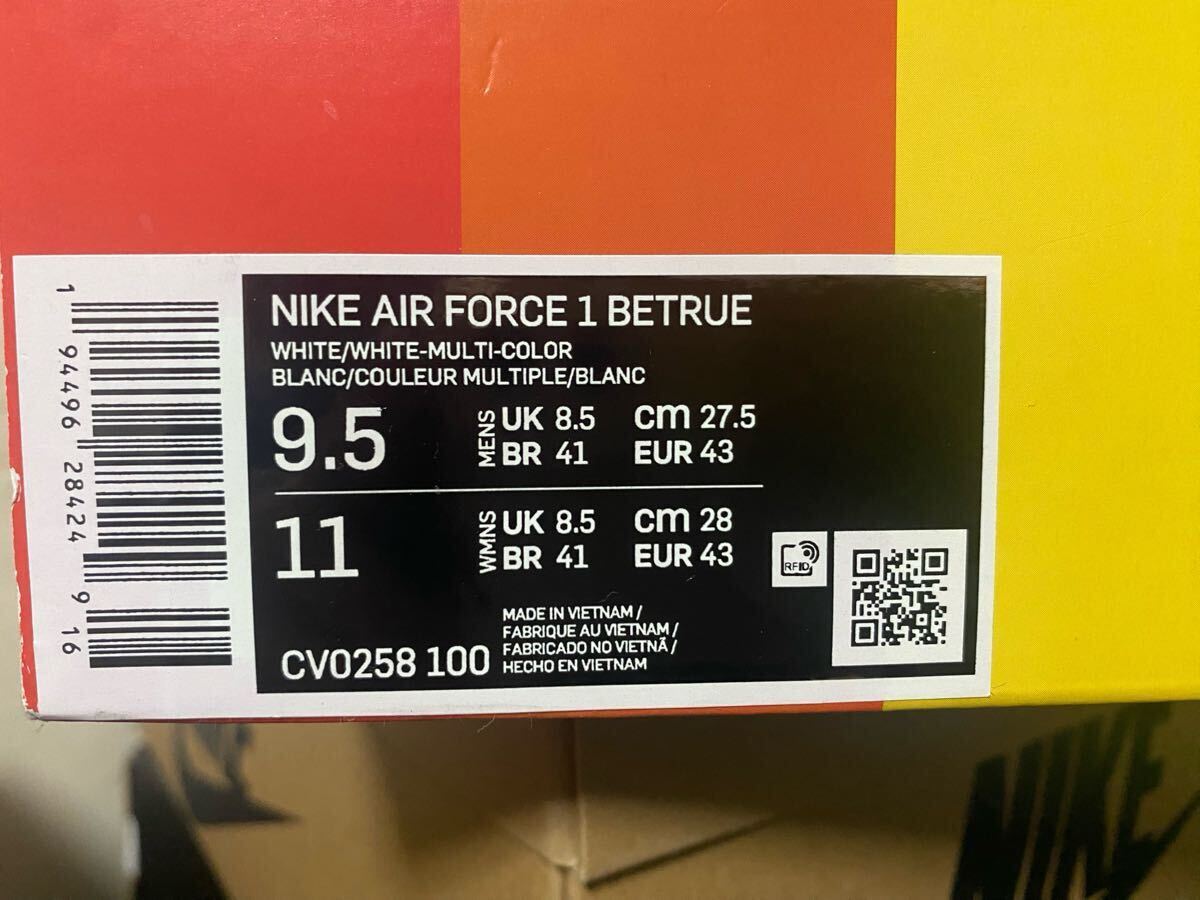 NIKE AIR FORCE 1 BETRUE
WHITE/WHITE-MULTI-COLOR
BLANC/COULEUR MULTIPLE/BLANC
9.5 MENS UK 8.5 cm 27.5
BR 41 EUR 43
11 WMNS UK 8.5 cm 28
BR 41 EUR 43
RFID
MADE IN VIETNAM /
FABRIQUE AU VIETNAM /
FABRICADO NO VIETNÃ /
HECHO EN VIETNAM
CV0258 100
1 94496 28424 9 16
NIKE